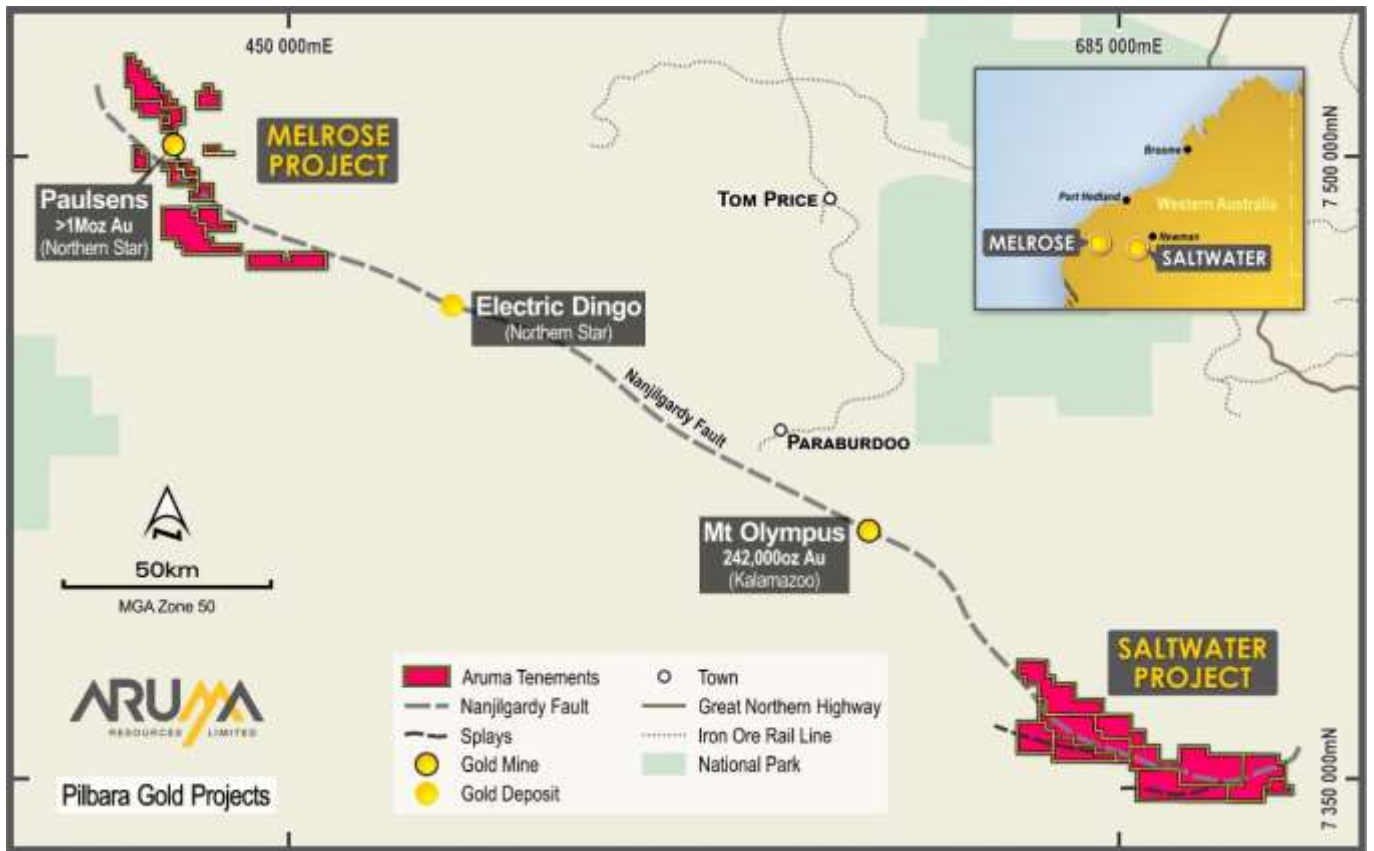 450 000mE
685 000mE
7 500 000mN
7 350 000mN
MELROSE
PROJECT
Paulsens
>1Moz Au
(Northern Star)
Electric Dingo
(Northern Star)
TOM PRICE
Nanjilgardy Fault
PARABURDOO
Mt Olympus
242,000oz Au
(Kalamazoo)
SALTWATER
PROJECT
Broome
Port Hedland
Western Australia
Newman
MELROSE
SALTWATER
N
50km
MGA Zone 50
ARUMA
RESOURCES LIMITED
Pilbara Gold Projects
Aruma Tenements
Nanjilgardy Fault
Splays
Gold Mine
Gold Deposit
Town
Great Northern Highway
Iron Ore Rail Line
National Park